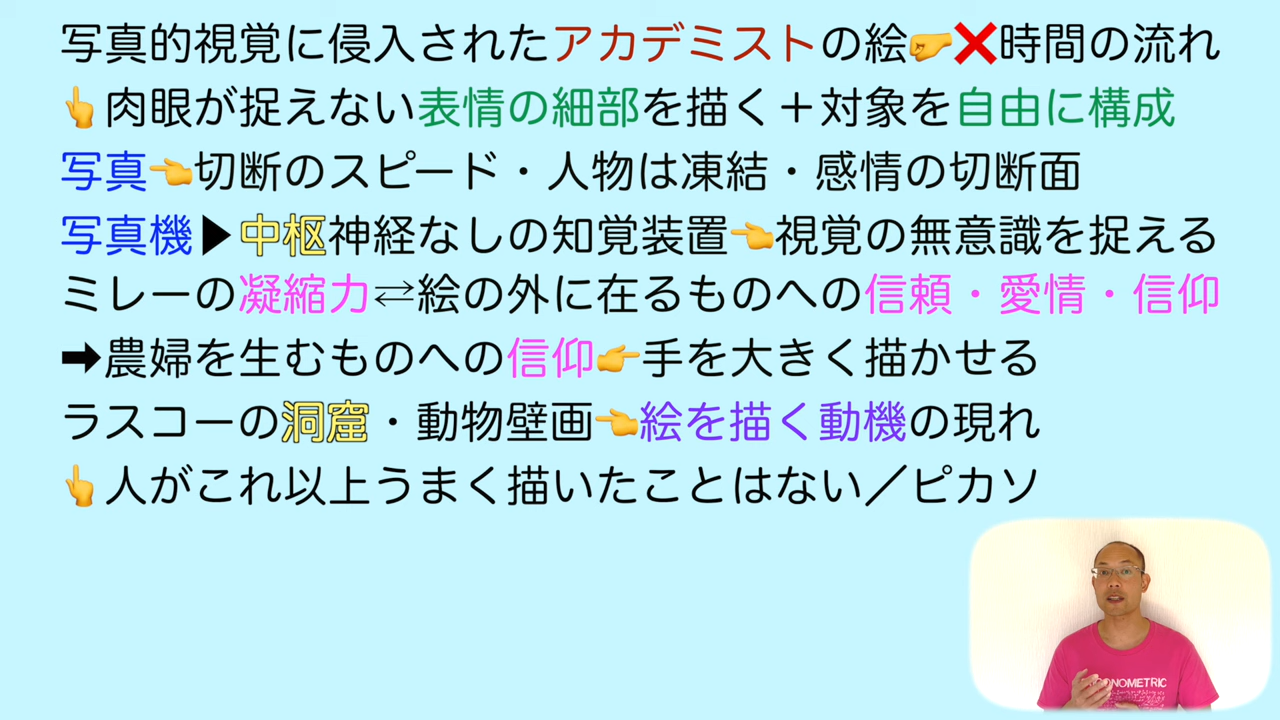 写真的視覚に侵入されたアカデミストの絵🤛❌時間の流れ
👆肉眼が捉えない表情の細部を描く＋対象を自由に構成
写真👈切断のスピード・人物は凍結・感情の切断面
写真機▶中枢神経なしの知覚装置👈視覚の無意識を捉える
ミレーの凝縮力⇄絵の外に在るものへの信頼・愛情・信仰
➡農婦を生むものへの信仰👉手を大きく描かせる
ラスコーの洞窟・動物壁画👈絵を描く動機の現れ
👆人がこれ以上うまく描いたことはない／ピカソ
CONOMETRIC